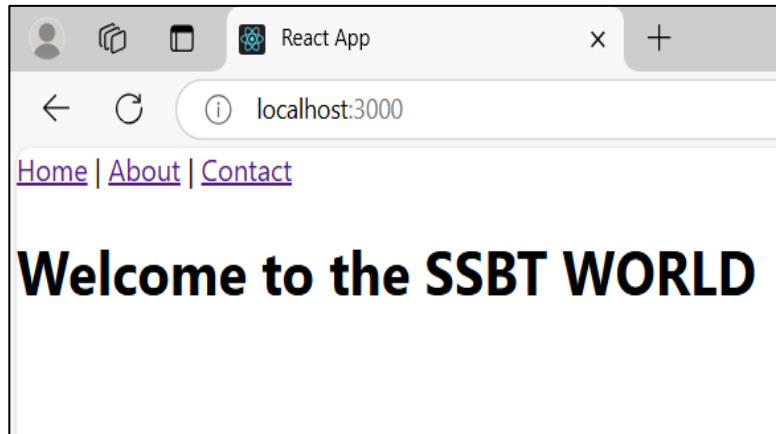 React App
localhost:3000
Home | About | Contact
Welcome to the SSBT WORLD